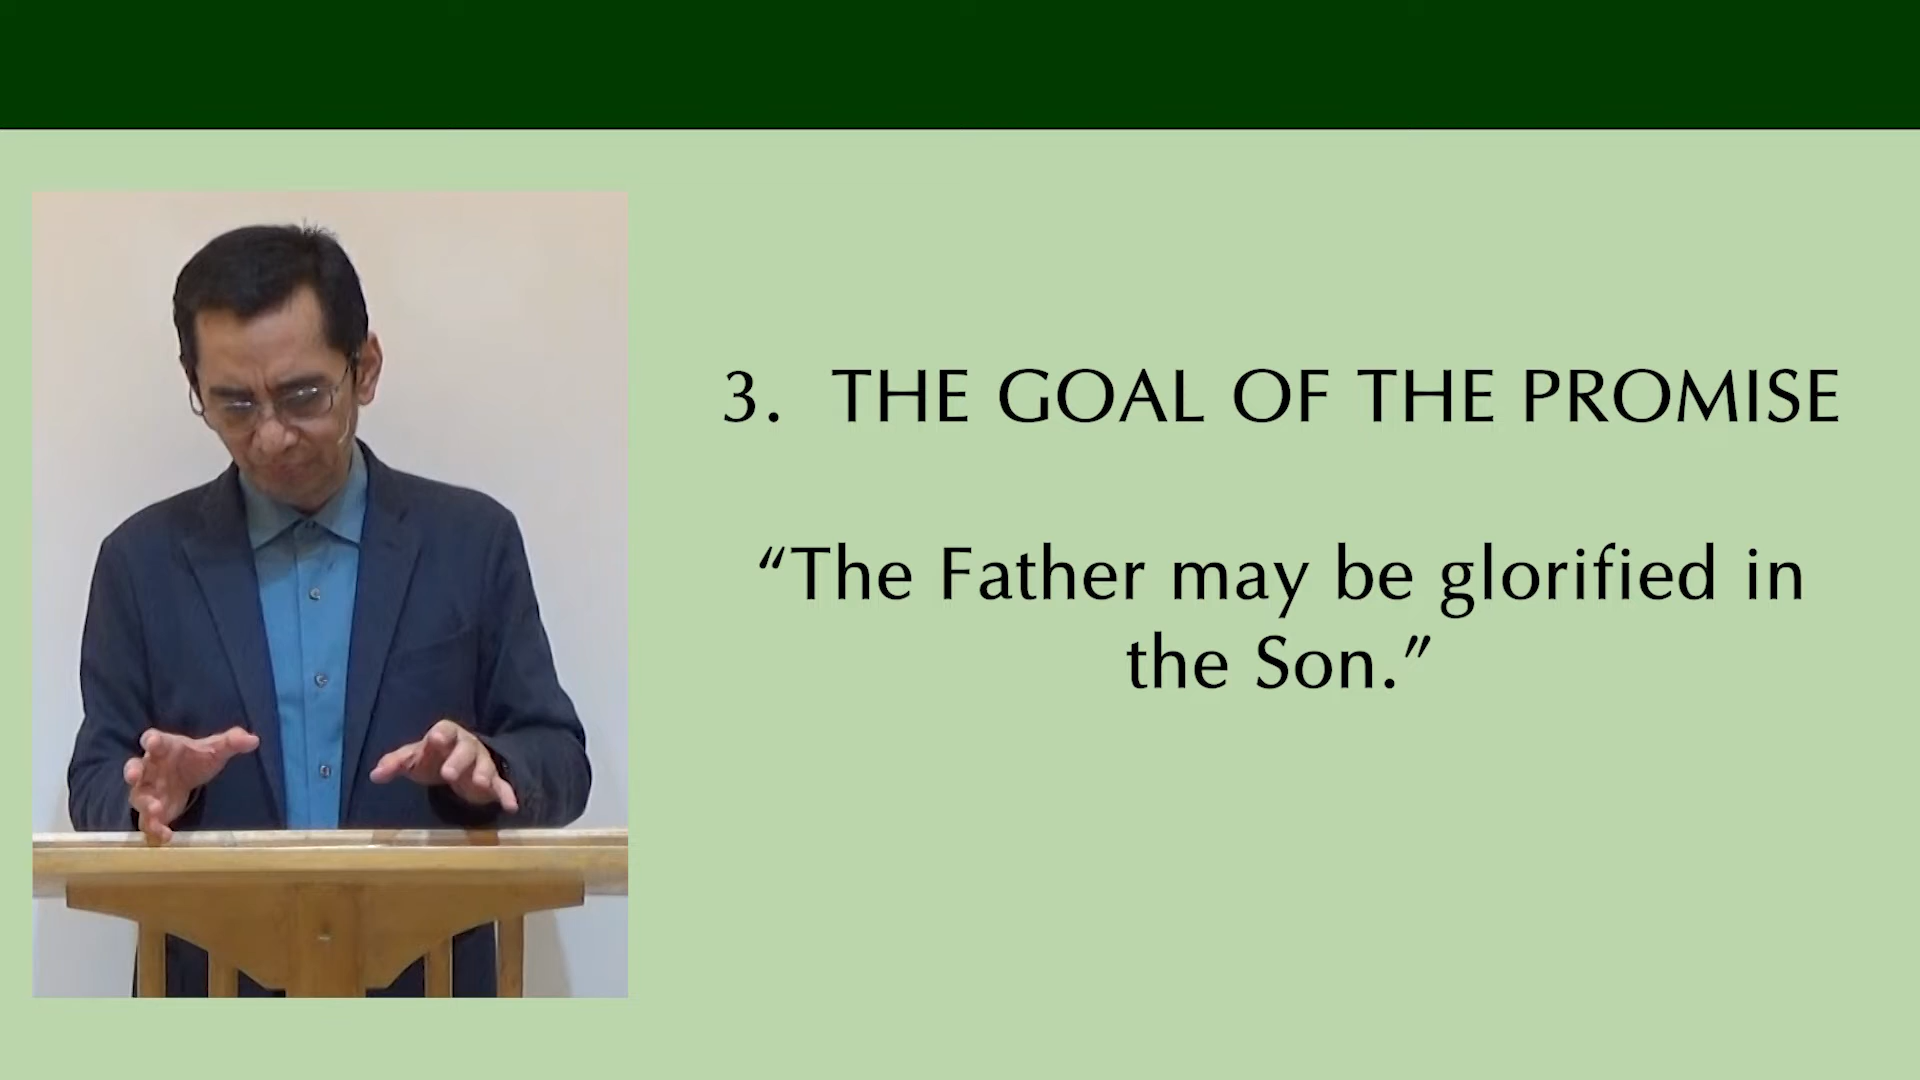 3. THE GOAL OF THE PROMISE
“The Father may be glorified in
the Son.”